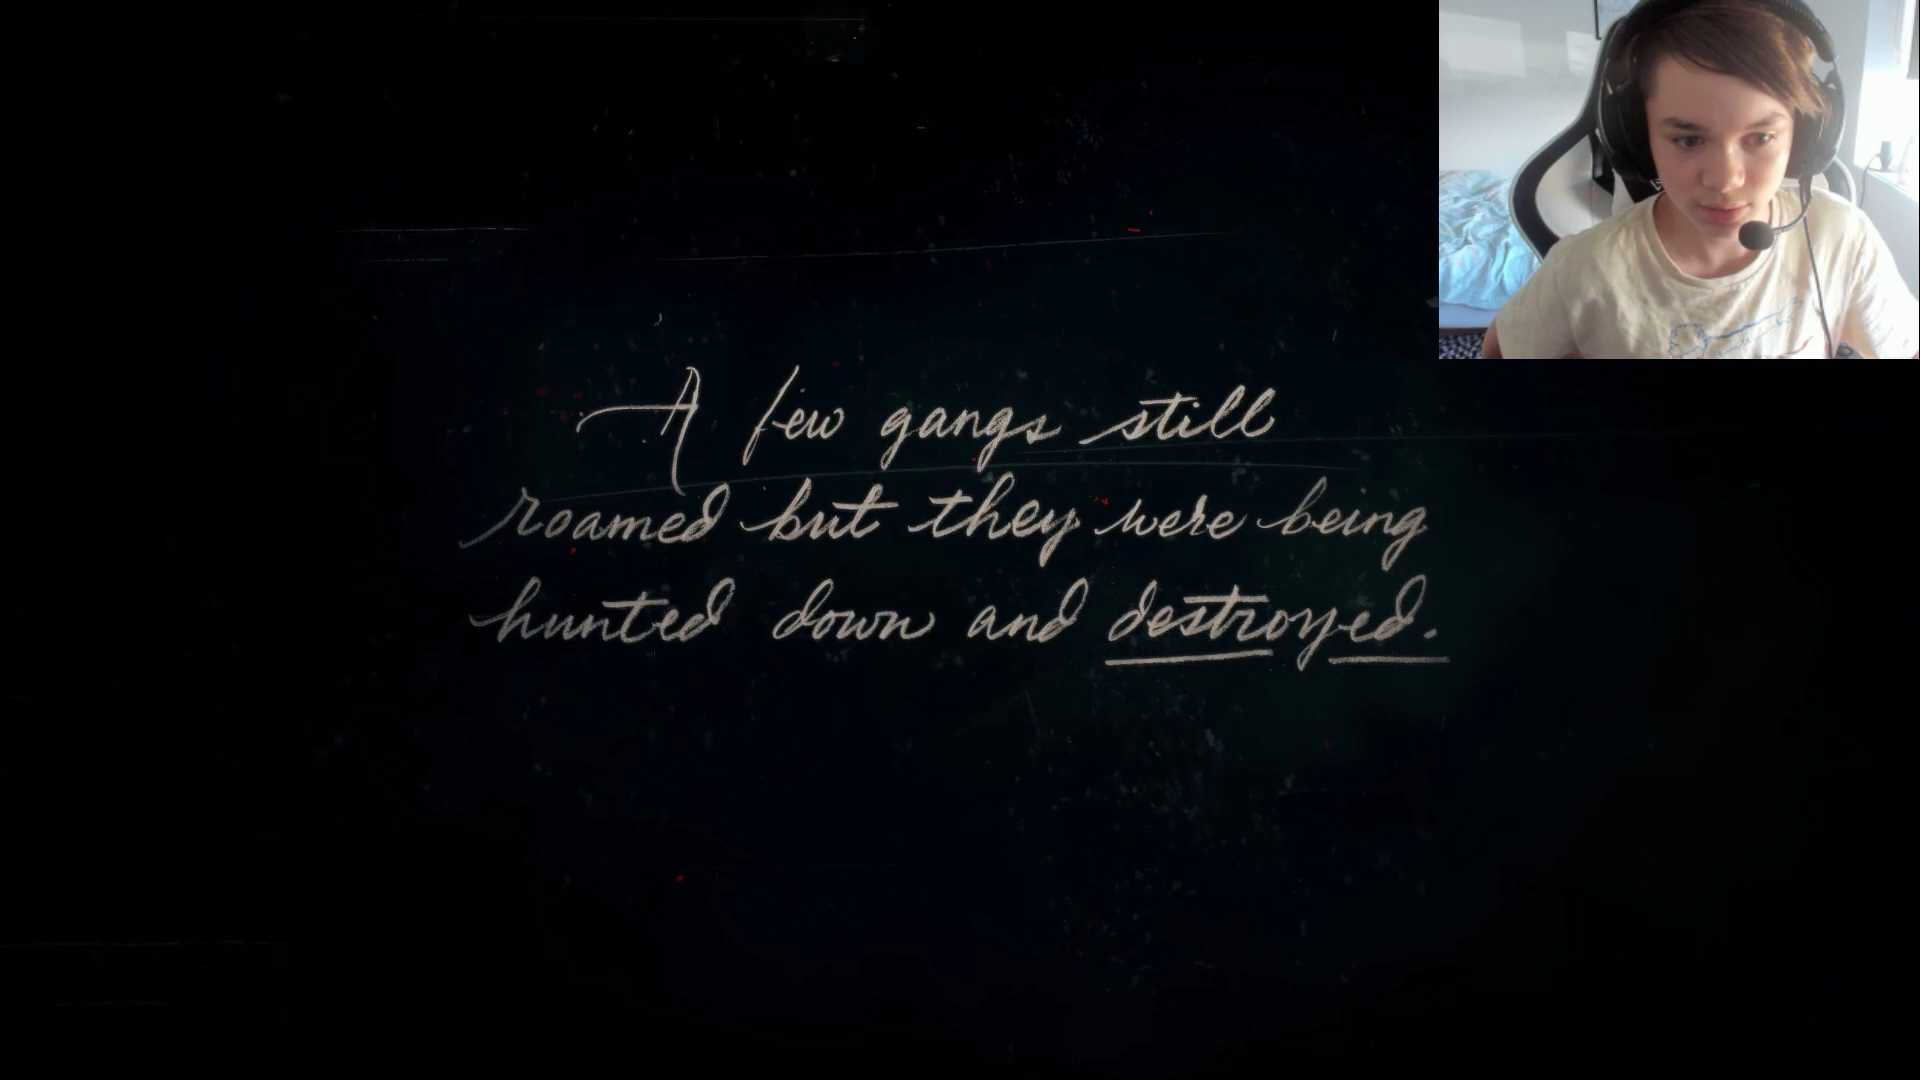 A few gangs still
roamed but they were being
hunted down and destroyed.